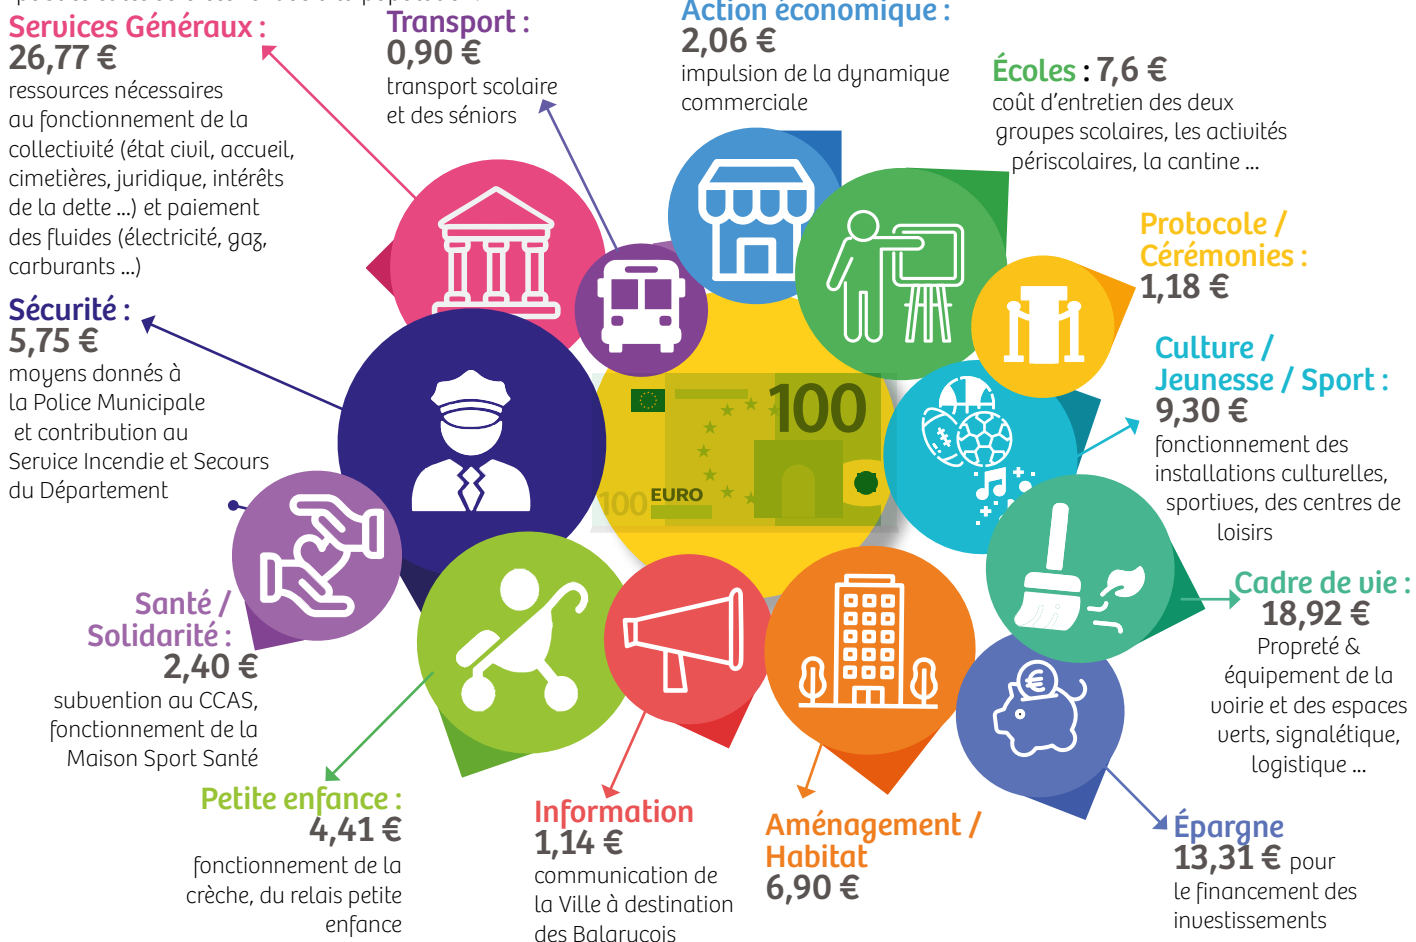 Services Généraux :
26,77 €
ressources nécessaires
au fonctionnement de la
collectivité (état civil, accueil,
cimetières, juridique, intérêts
de la dette ...) et paiement
des fluides (électricité, gaz,
carburants ...)
Transport :
0,90 €
transport scolaire
et des séniors
Action économique :
2,06 €
impulsion de la dynamique
commerciale
Écoles : 7,6 €
coût d'entretien des deux
groupes scolaires, les activités
périscolaires, la cantine ...
Protocole /
Cérémonies :
1,18 €
Culture /
Jeunesse / Sport :
9,30 €
fonctionnement des
installations culturelles,
sportives, des centres de
loisirs
Cadre de vie :
18,92 €
Propreté &
équipement de la
voirie et des espaces
verts, signalétique,
logistique ...
Épargne
13,31 € pour
le financement des
investissements
Aménagement /
Habitat
6,90 €
Information
1,14 €
communication de
la Ville à destination
des Balarucois
Petite enfance :
4,41 €
fonctionnement de la
crèche, du relais petite
enfance
Santé /
Solidarité :
2,40 €
subvention au CCAS,
fonctionnement de la
Maison Sport Santé
Sécurité :
5,75 €
moyens donnés à
la Police Municipale
et contribution au
Service Incendie et Secours
du Département
100
100 EURO
€